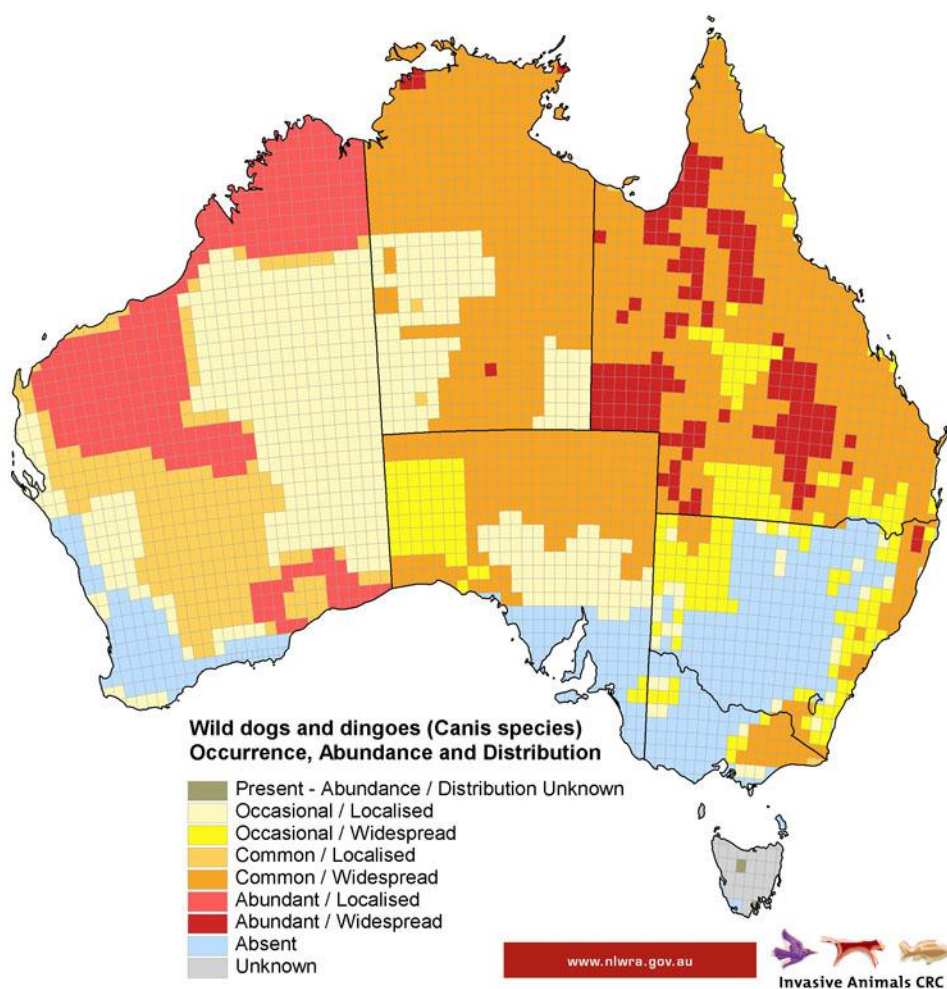 Wild dogs and dingoes (Canis species)
Occurrence, Abundance and Distribution
Present - Abundance / Distribution Unknown
Occasional / Localised
Occasional / Widespread
Common / Localised
Common / Widespread
Abundant / Localised
Abundant / Widespread
Absent
Unknown
www.nlwra.gov.au
Invasive Animals CRC